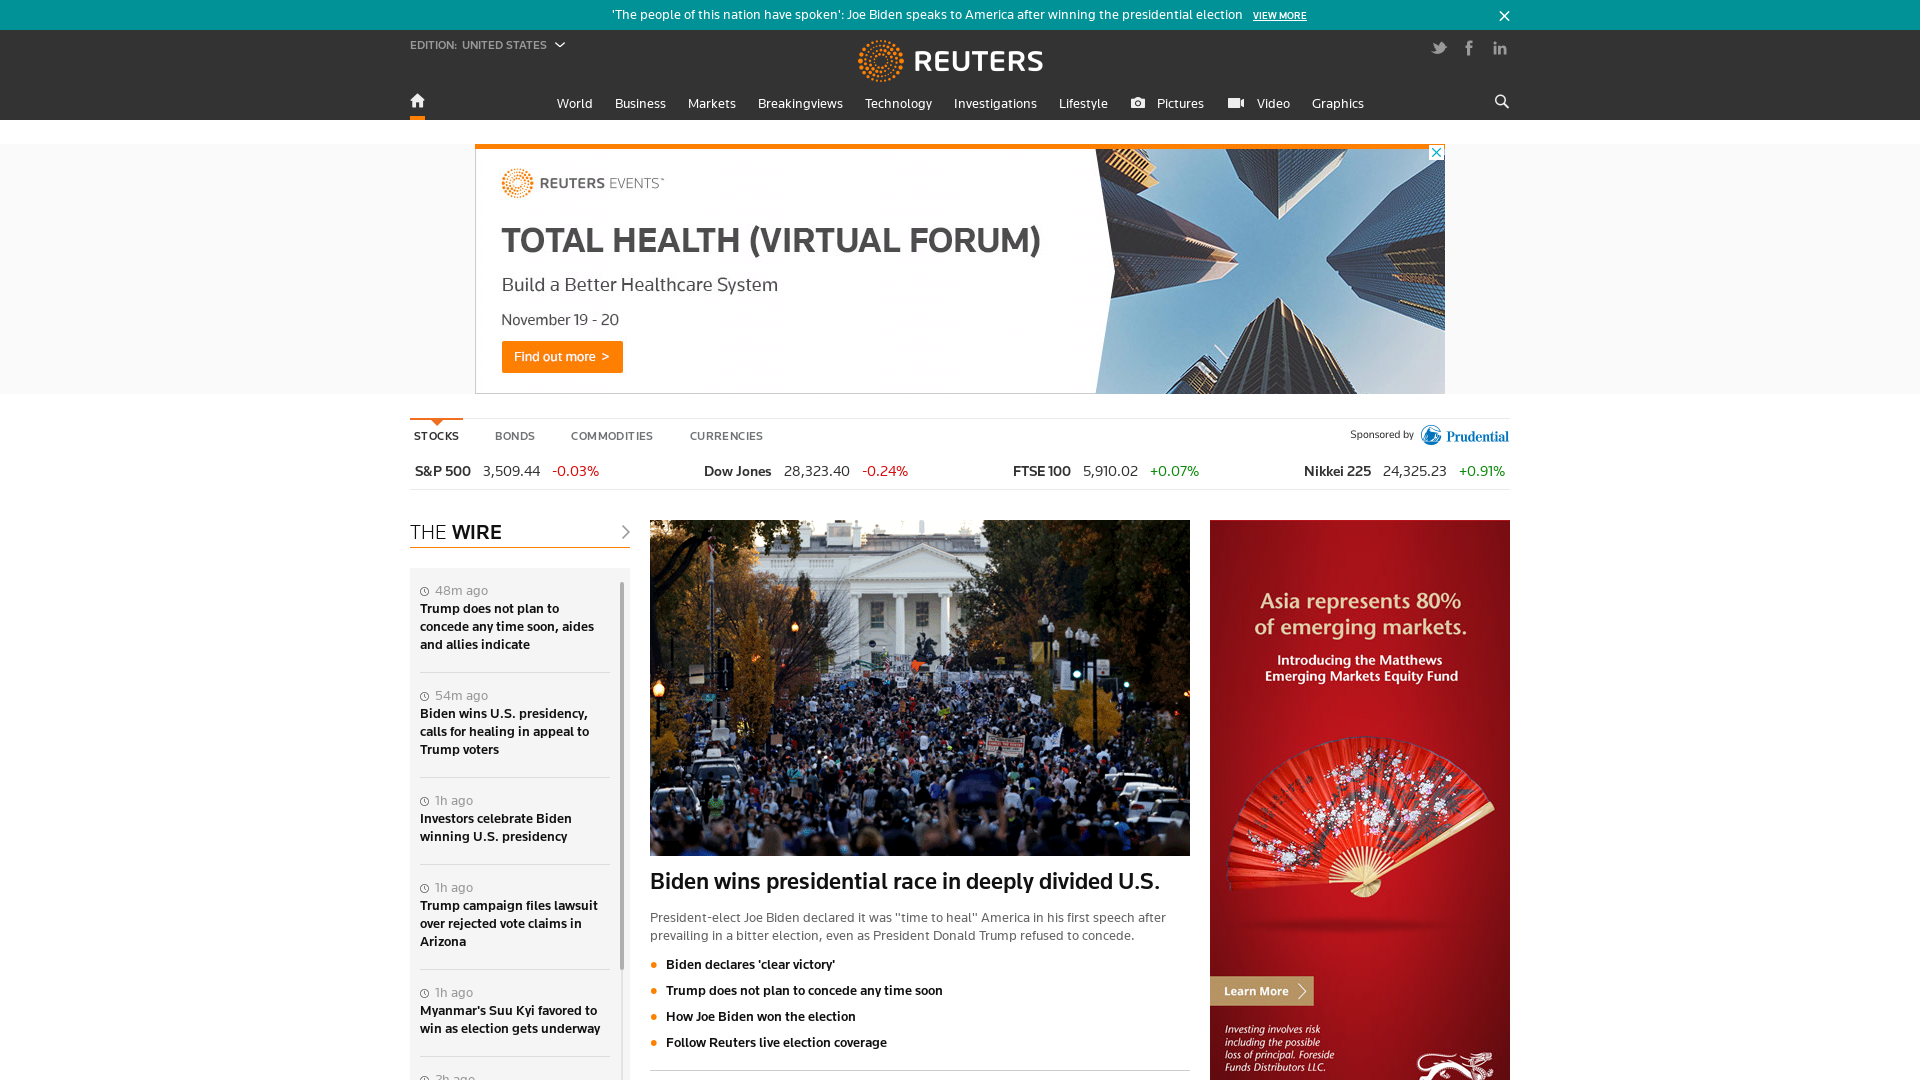 'The people of this nation have spoken': Joe Biden speaks to America after winning the presidential election VIEW MORE
EDITION: UNITED STATES
REUTERS
World Business Markets Breakingviews Technology Investigations Lifestyle Pictures Video Graphics
REUTERS EVENTS™
TOTAL HEALTH (VIRTUAL FORUM)
Build a Better Healthcare System
November 19 - 20
Find out more >
STOCKS BONDS COMMODITIES CURRENCIES
Sponsored by Prudential
S&P 500 3,509.44 -0.03% Dow Jones 28,323.40 -0.24% FTSE 100 5,910.02 +0.07% Nikkei 225 24,325.23 +0.91%
THE WIRE
48m ago
Trump does not plan to
concede any time soon, aides
and allies indicate
54m ago
Biden wins U.S. presidency,
calls for healing in appeal to
Trump voters
1h ago
Investors celebrate Biden
winning U.S. presidency
1h ago
Trump campaign files lawsuit
over rejected vote claims in
Arizona
1h ago
Myanmar's Suu Kyi favored to
win as election gets underway
2h ago
Biden wins presidential race in deeply divided U.S.
President-elect Joe Biden declared it was "time to heal" America in his first speech after
prevailing in a bitter election, even as President Donald Trump refused to concede.
Biden declares 'clear victory'
Trump does not plan to concede any time soon
How Joe Biden won the election
Follow Reuters live election coverage
Asia represents 80%
of emerging markets.
Introducing the Matthews
Emerging Markets Equity Fund
Learn More
Investing involves risk
including the possible
loss of principal. Foreside
Funds Distributors LLC.